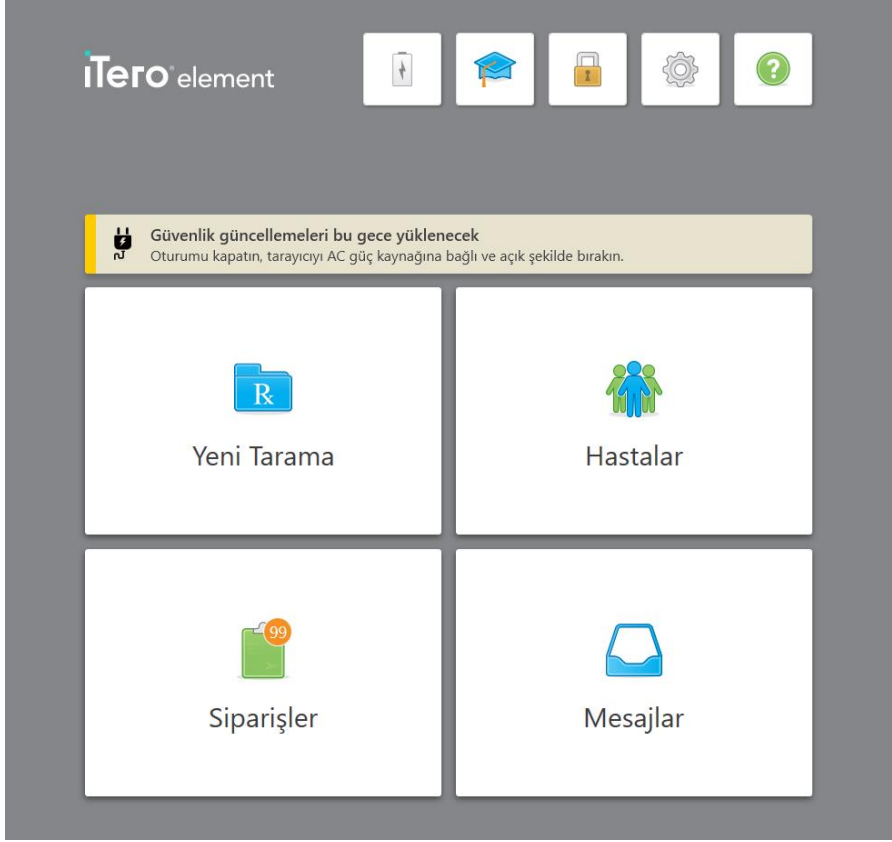 iTero® element
?
Güvenlik güncellemeleri bu gece yüklenecek
Oturumu kapatın, tarayıcıyı AC güç kaynağına bağlı ve açık şekilde bırakın.
Rx
Yeni Tarama
Hastalar
99
Siparişler
Mesajlar